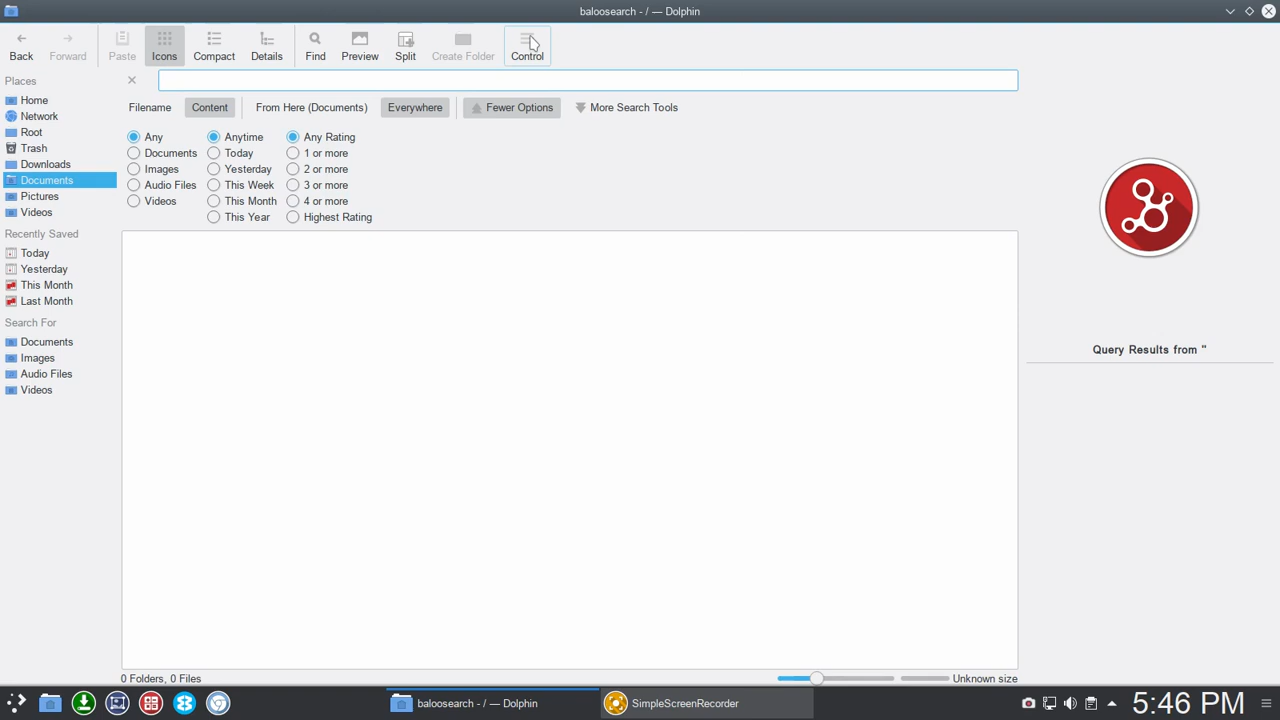 baloosearch - / — Dolphin
Back Forward Paste Icons Compact Details Find Preview Split Create Folder Control
Places
Home
Network
Root
Trash
Downloads
Documents
Pictures
Videos
Recently Saved
Today
Yesterday
This Month
Last Month
Search For
Documents
Images
Audio Files
Videos
Filename Content From Here (Documents) Everywhere Fewer Options More Search Tools
Any Anytime Any Rating
Documents Today 1 or more
Images Yesterday 2 or more
Audio Files This Week 3 or more
Videos This Month 4 or more
This Year Highest Rating
Query Results from ''
0 Folders, 0 Files Unknown size
baloosearch - / — Dolphin SimpleScreenRecorder 5:46 PM